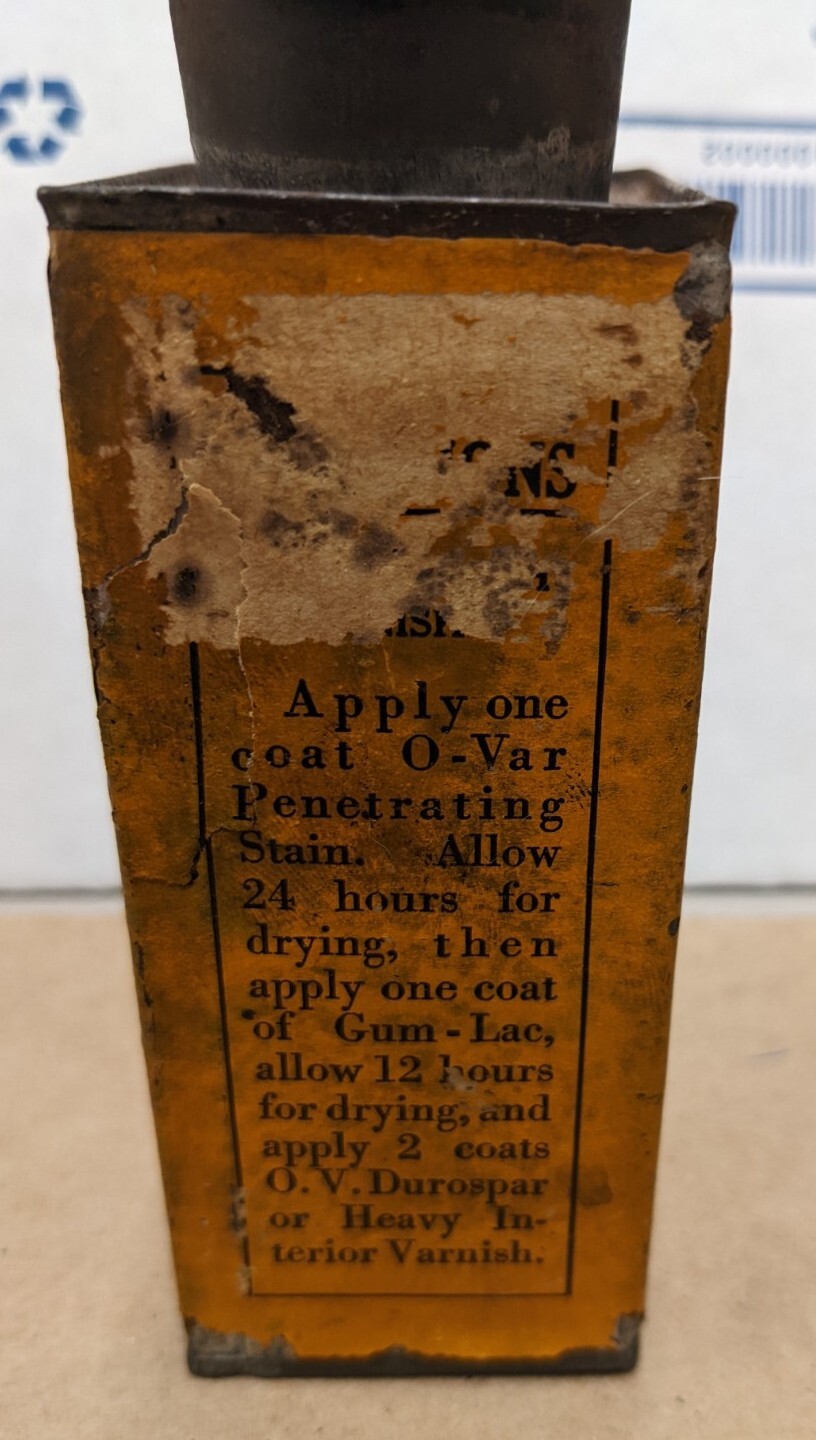 Apply one
coat O-Var
Penetrating
Stain. Allow
24 hours for
drying, then
apply one coat
of Gum-Lac,
allow 12 hours
for drying, and
apply 2 coats
O.V. Durospar
or Heavy In-
terior Varnish.